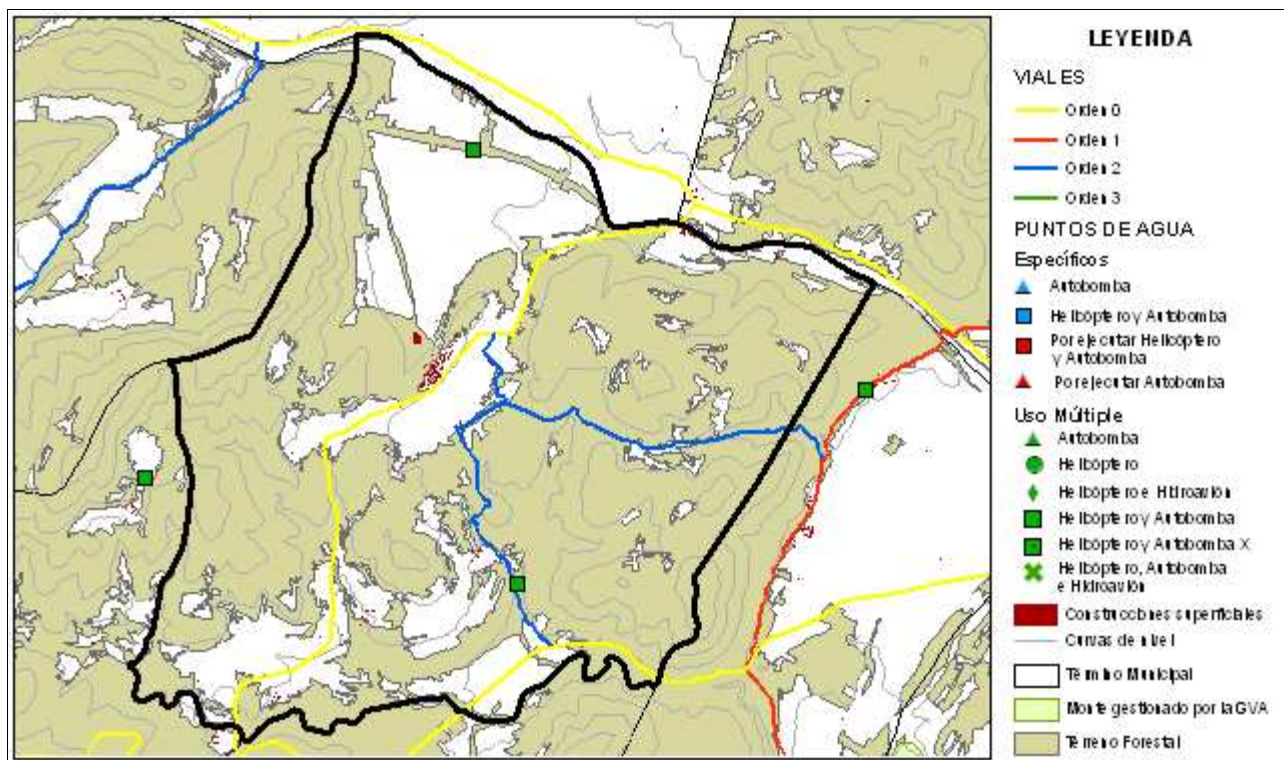 LEYENDA
VIALES
Orden 0
Orden 1
Orden 2
Orden 3
PUNTOS DE AGUA
Específicos
Autobomba
Helicóptero y Autobomba
Por ejecutar Helicóptero
y Autobomba
Por ejecutar Autobomba
Uso Múltiple
Autobomba
Helicóptero
Helicóptero e Hidroavión
Helicóptero y Autobomba
Helicóptero y Autobomba X
Helicóptero, Autobomba
e Hidroavión
Construcciones superficiales
Curvas de nivel
Término Municipal
Monte gestionado por la GVA
Terreno Forestal